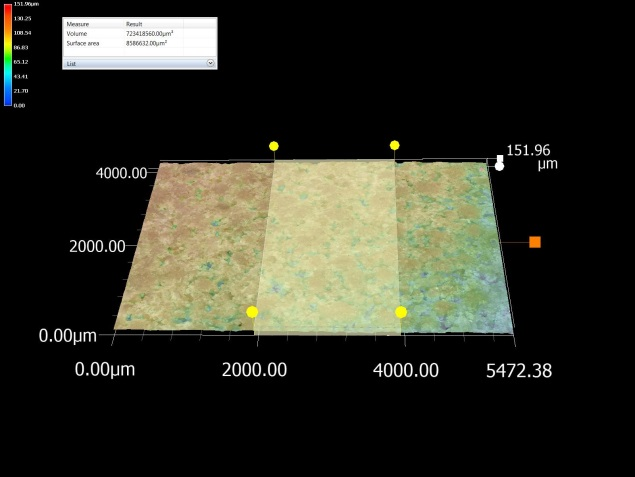 151.96μm
130.25
108.54
86.83
65.12
43.41
21.70
0.00
Measure Result
Volume 723418560.00μm³
Surface area 8586632.00μm²
List
151.96
μm
4000.00
2000.00
0.00μm
0.00μm 2000.00 4000.00 5472.38